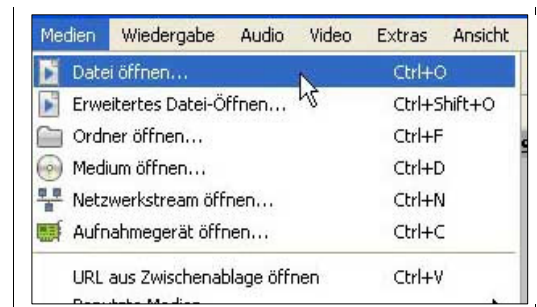 Medien Wiedergabe Audio Video Extras Ansicht
Datei öffnen... Ctrl+O
Erweitertes Datei-Öffnen... Ctrl+Shift+O
Ordner öffnen... Ctrl+F
Medium öffnen... Ctrl+D
Netzwerkstream öffnen... Ctrl+N
Aufnahmegerät öffnen... Ctrl+C
URL aus Zwischenablage öffnen Ctrl+V